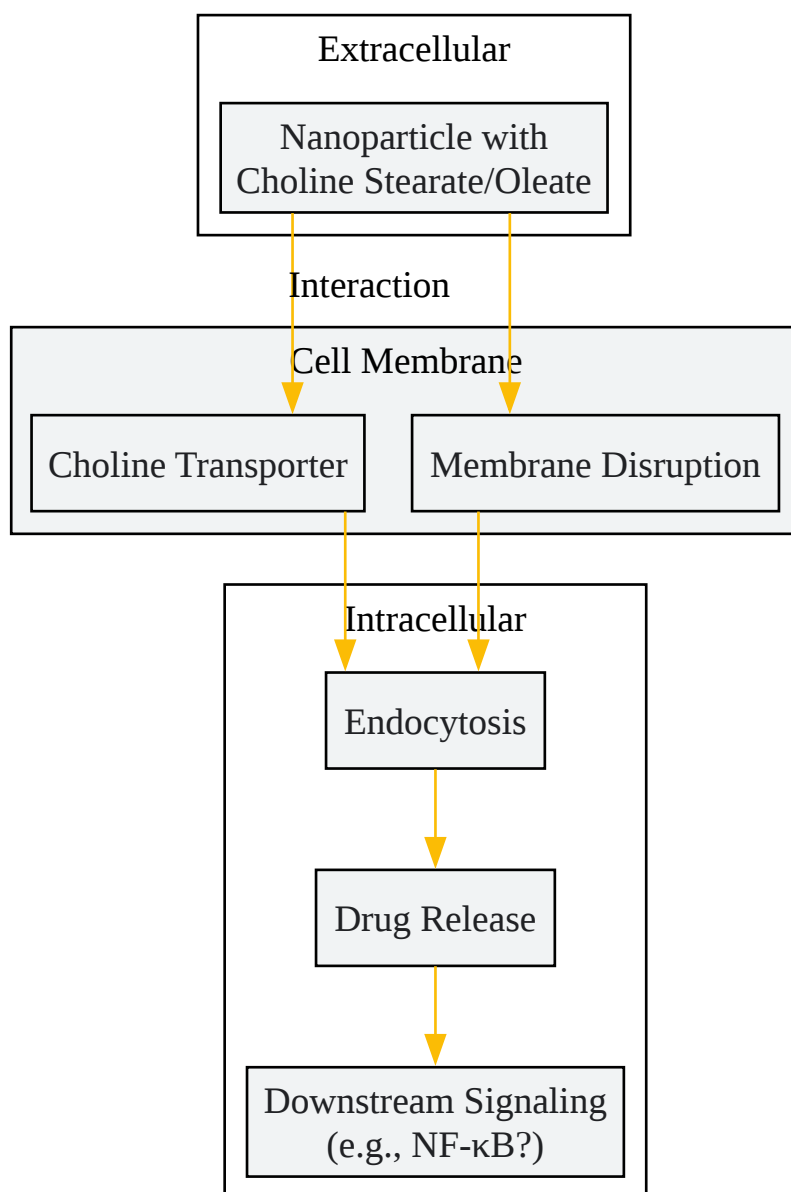 Extracellular
Nanoparticle with
Choline Stearate/Oleate
Interaction
Cell Membrane
Choline Transporter
Membrane Disruption
Intracellular
Endocytosis
Drug Release
Downstream Signaling
(e.g., NF-κB?)